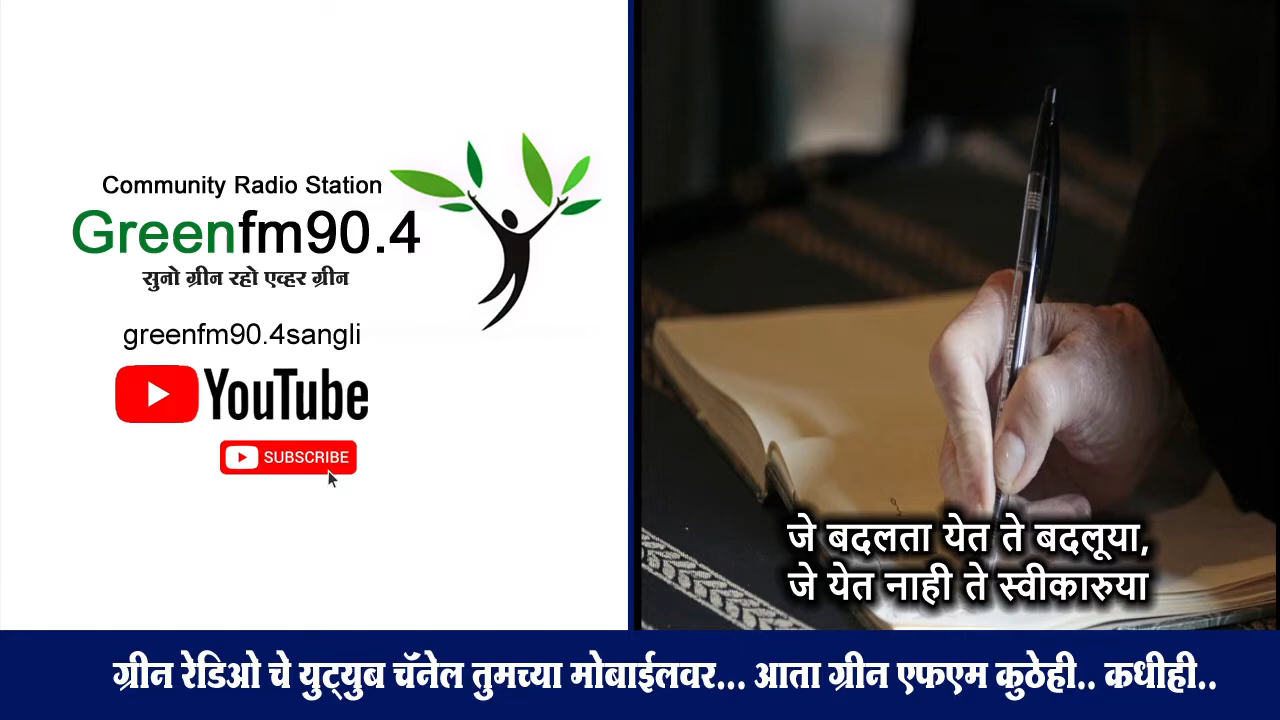 Community Radio Station
Greenfm90.4
सुनो ग्रीन रहो एव्हर ग्रीन
greenfm90.4sangli
YouTube
SUBSCRIBE
जे बदलता येत ते बदलूया,
जे येत नाही ते स्वीकारुया
ग्रीन रेडिओ चे युट्युब चॅनेल तुमच्या मोबाईलवर... आता ग्रीन एफएम कुठेही.. कधीही..